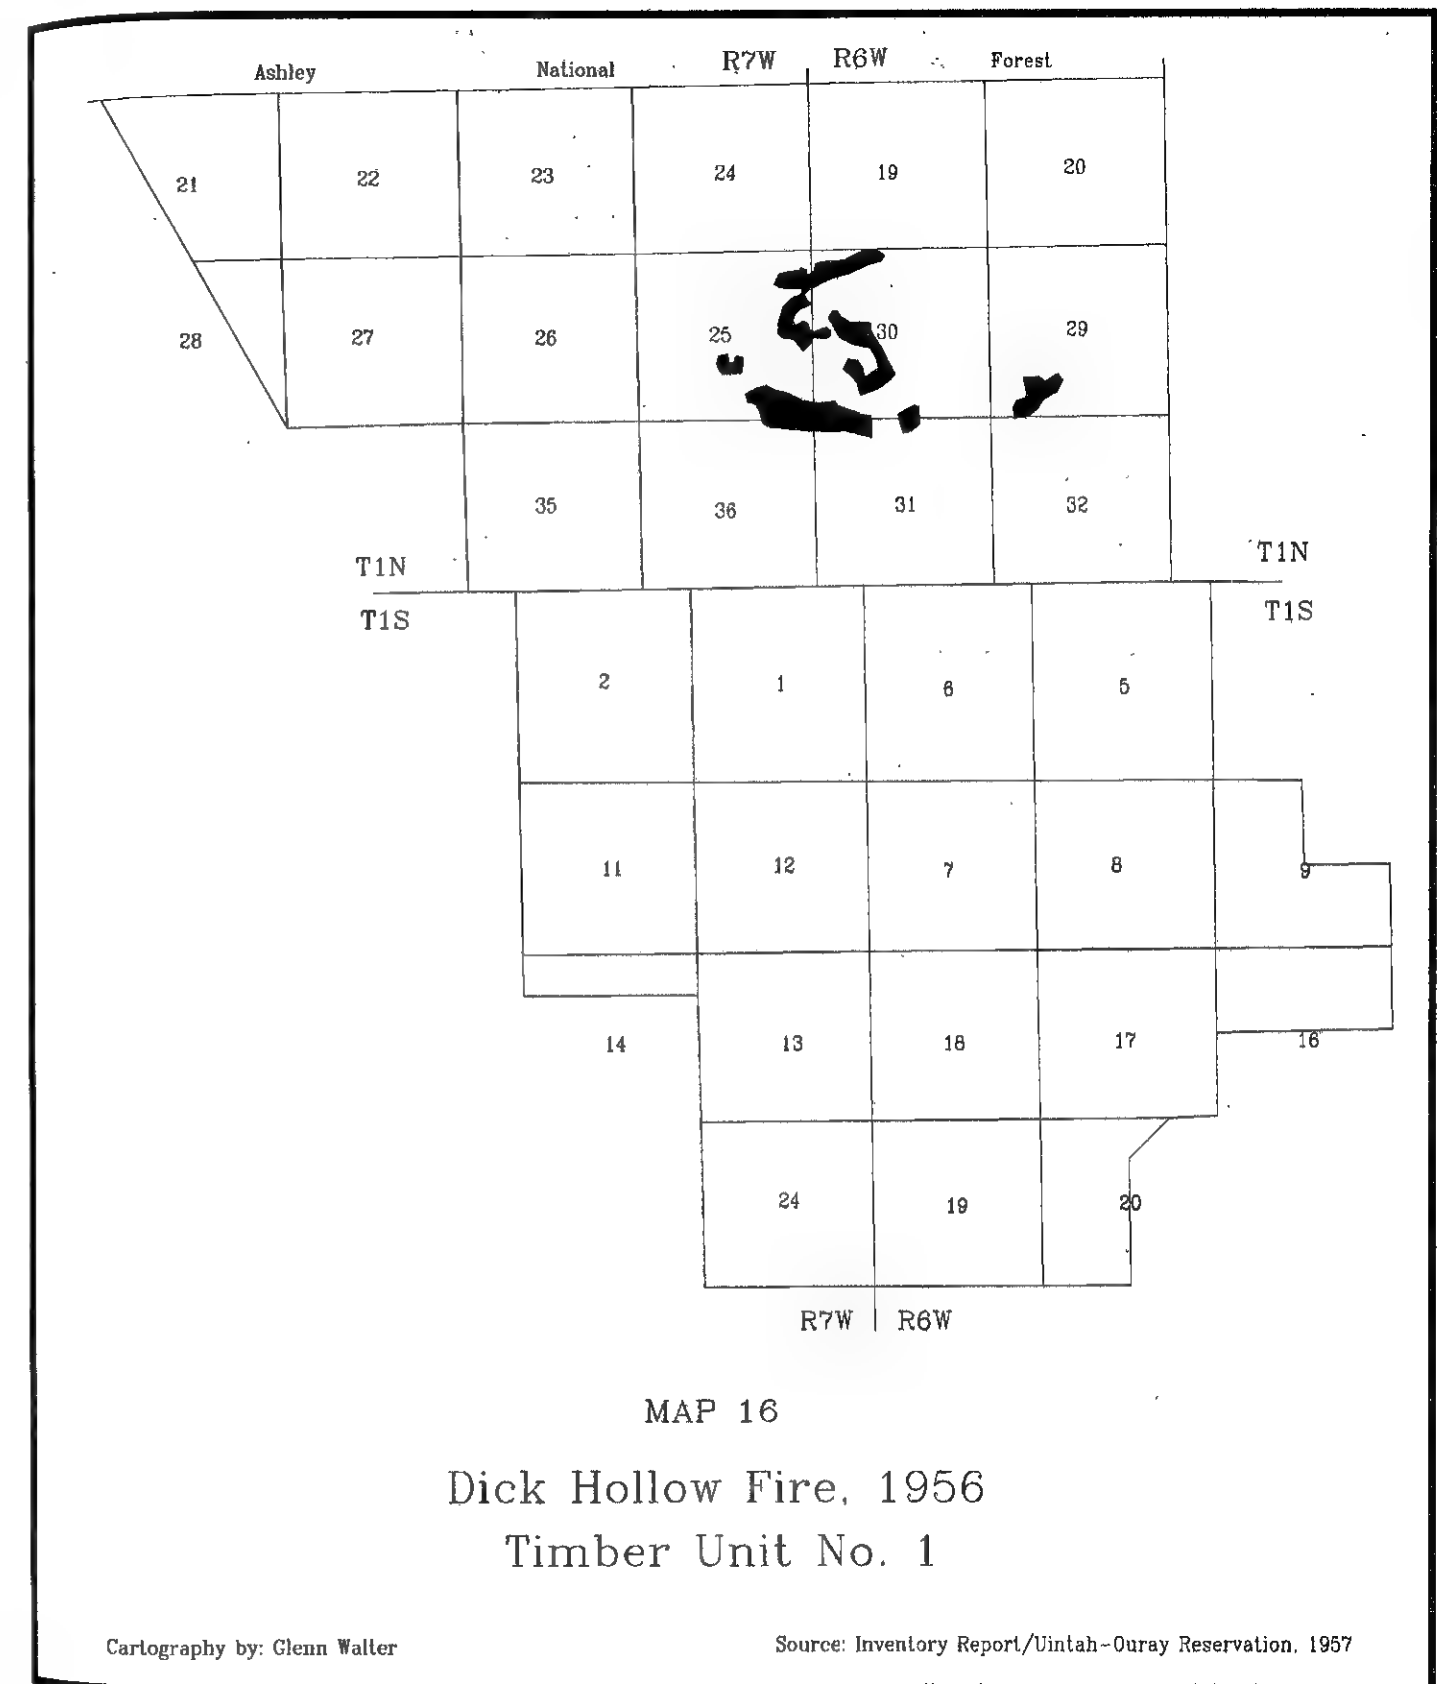 Ashley National R7W R6W Forest
21 22 23 24 19 20
28 27 26 25 30 29
35 36 31 32
T1N T1N
T1S T1S
2 1 6 5
11 12 7 8 9
14 13 18 17 16
24 19 20
R7W R6W
MAP 16
Dick Hollow Fire, 1956
Timber Unit No. 1
Cartography by: Glenn Walter
Source: Inventory Report/Uintah-Ouray Reservation, 1957